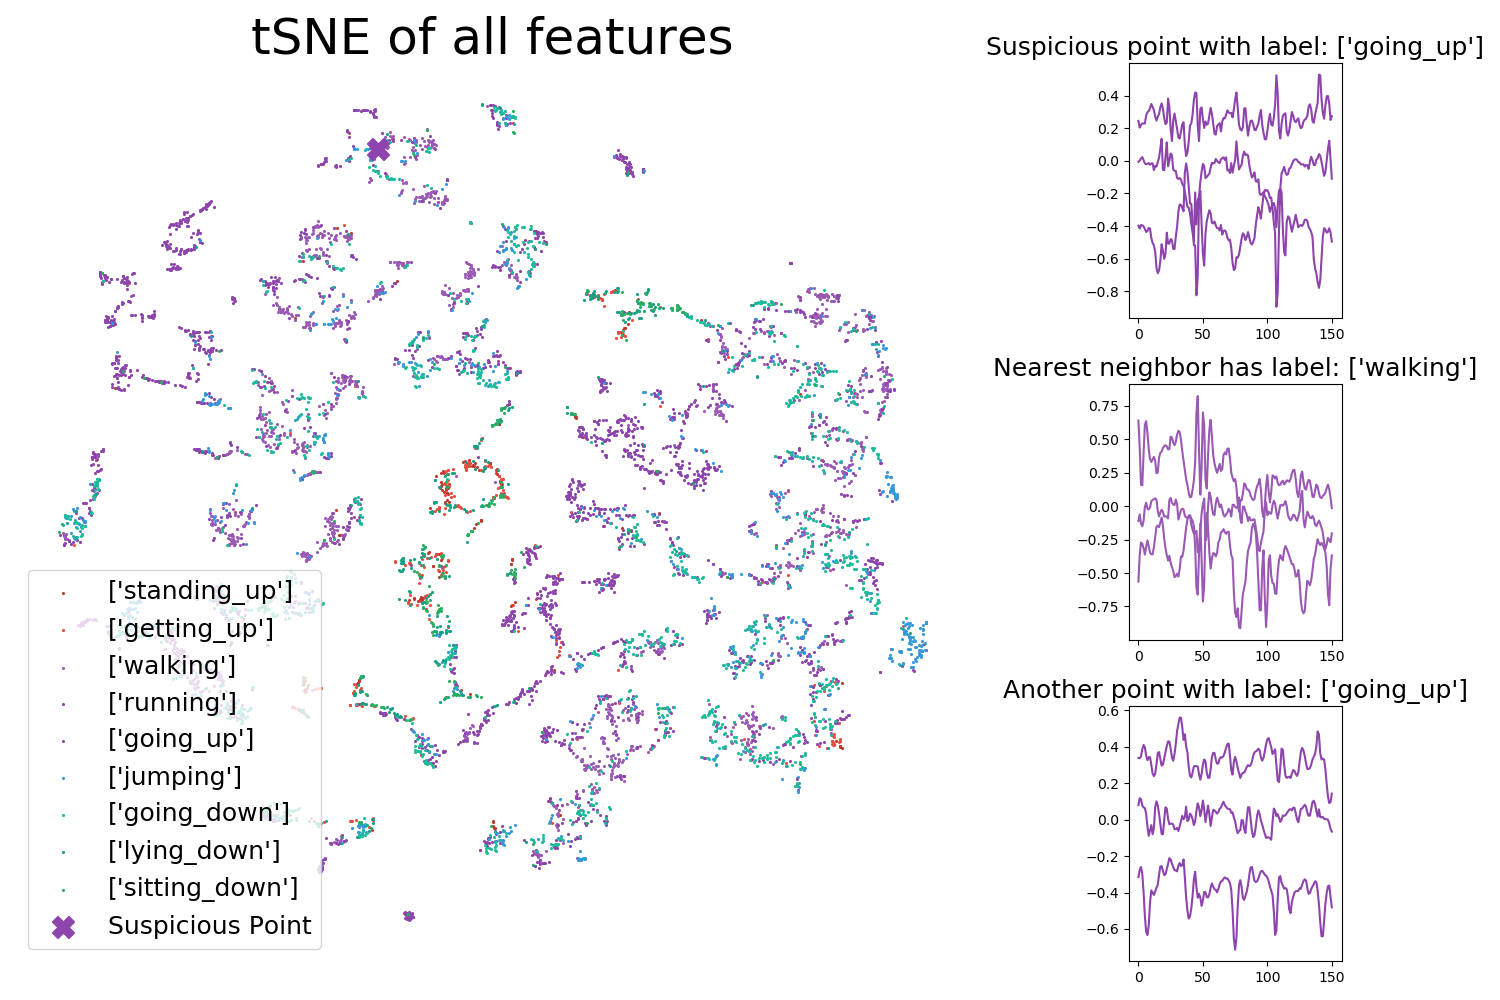 tSNE of all features
['standing_up']
['getting_up']
['walking']
['running']
['going_up']
['jumping']
['going_down']
['lying_down']
['sitting_down']
Suspicious Point
Suspicious point with label: ['going_up']
0.4
0.2
0.0
−0.2
−0.4
−0.6
−0.8
0 50 100 150
Nearest neighbor has label: ['walking']
0.75
0.50
0.25
0.00
−0.25
−0.50
−0.75
0 50 100 150
Another point with label: ['going_up']
0.6
0.4
0.2
0.0
−0.2
−0.4
−0.6
0 50 100 150